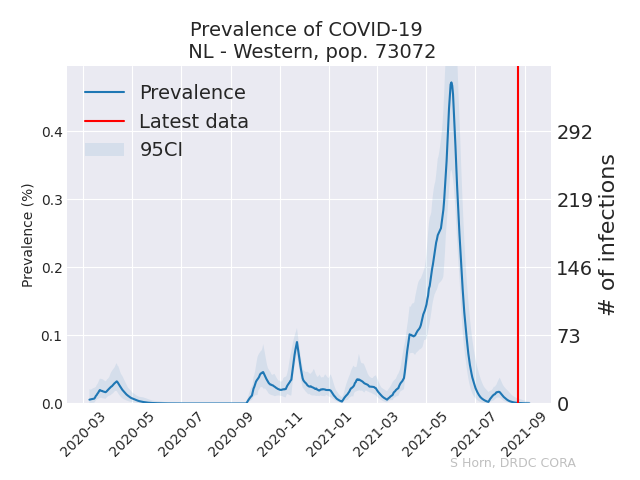 Prevalence of COVID-19
NL - Western, pop. 73072
Prevalence
Latest data
95CI
Prevalence (%)
0.4
0.3
0.2
0.1
0.0
292
219
146
73
0
# of infections
2020-03
2020-05
2020-07
2020-09
2020-11
2021-01
2021-03
2021-05
2021-07
2021-09
S Horn, DRDC CORA